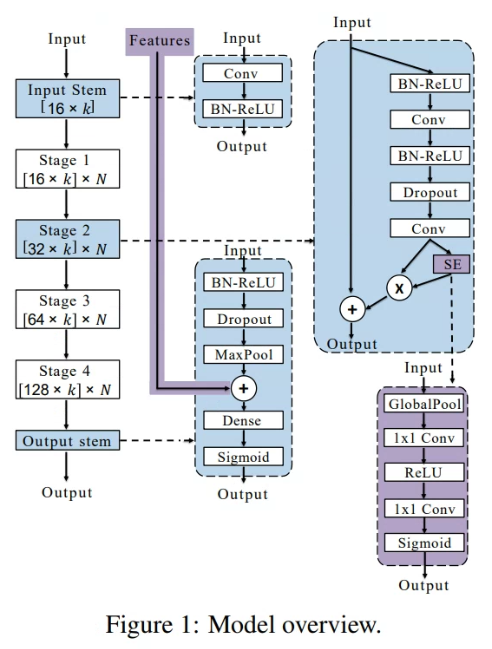 Input
Input Stem
[16 × k]
Stage 1
[16 × k] × N
Stage 2
[32 × k] × N
Stage 3
[64 × k] × N
Stage 4
[128 × k] × N
Output stem
Output
Features
Input
Conv
BN-ReLU
Output
Input
BN-ReLU
Dropout
MaxPool
+
Dense
Sigmoid
Output
Input
BN-ReLU
Conv
BN-ReLU
Dropout
Conv
SE
x
+
Output
Input
GlobalPool
1x1 Conv
ReLU
1x1 Conv
Sigmoid
Output
Figure 1: Model overview.